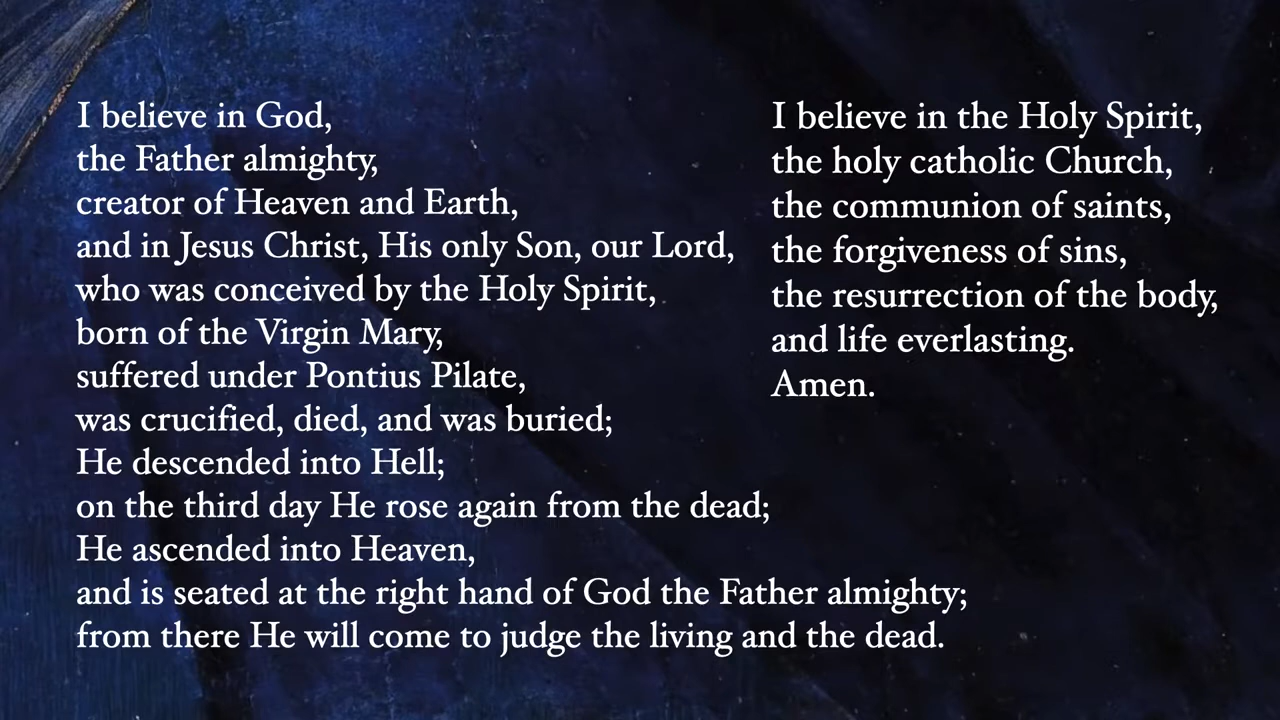 I believe in God,
the Father almighty,
creator of Heaven and Earth,
and in Jesus Christ, His only Son, our Lord,
who was conceived by the Holy Spirit,
born of the Virgin Mary,
suffered under Pontius Pilate,
was crucified, died, and was buried;
He descended into Hell;
on the third day He rose again from the dead;
He ascended into Heaven,
and is seated at the right hand of God the Father almighty;
from there He will come to judge the living and the dead.
I believe in the Holy Spirit,
the holy catholic Church,
the communion of saints,
the forgiveness of sins,
the resurrection of the body,
and life everlasting.
Amen.